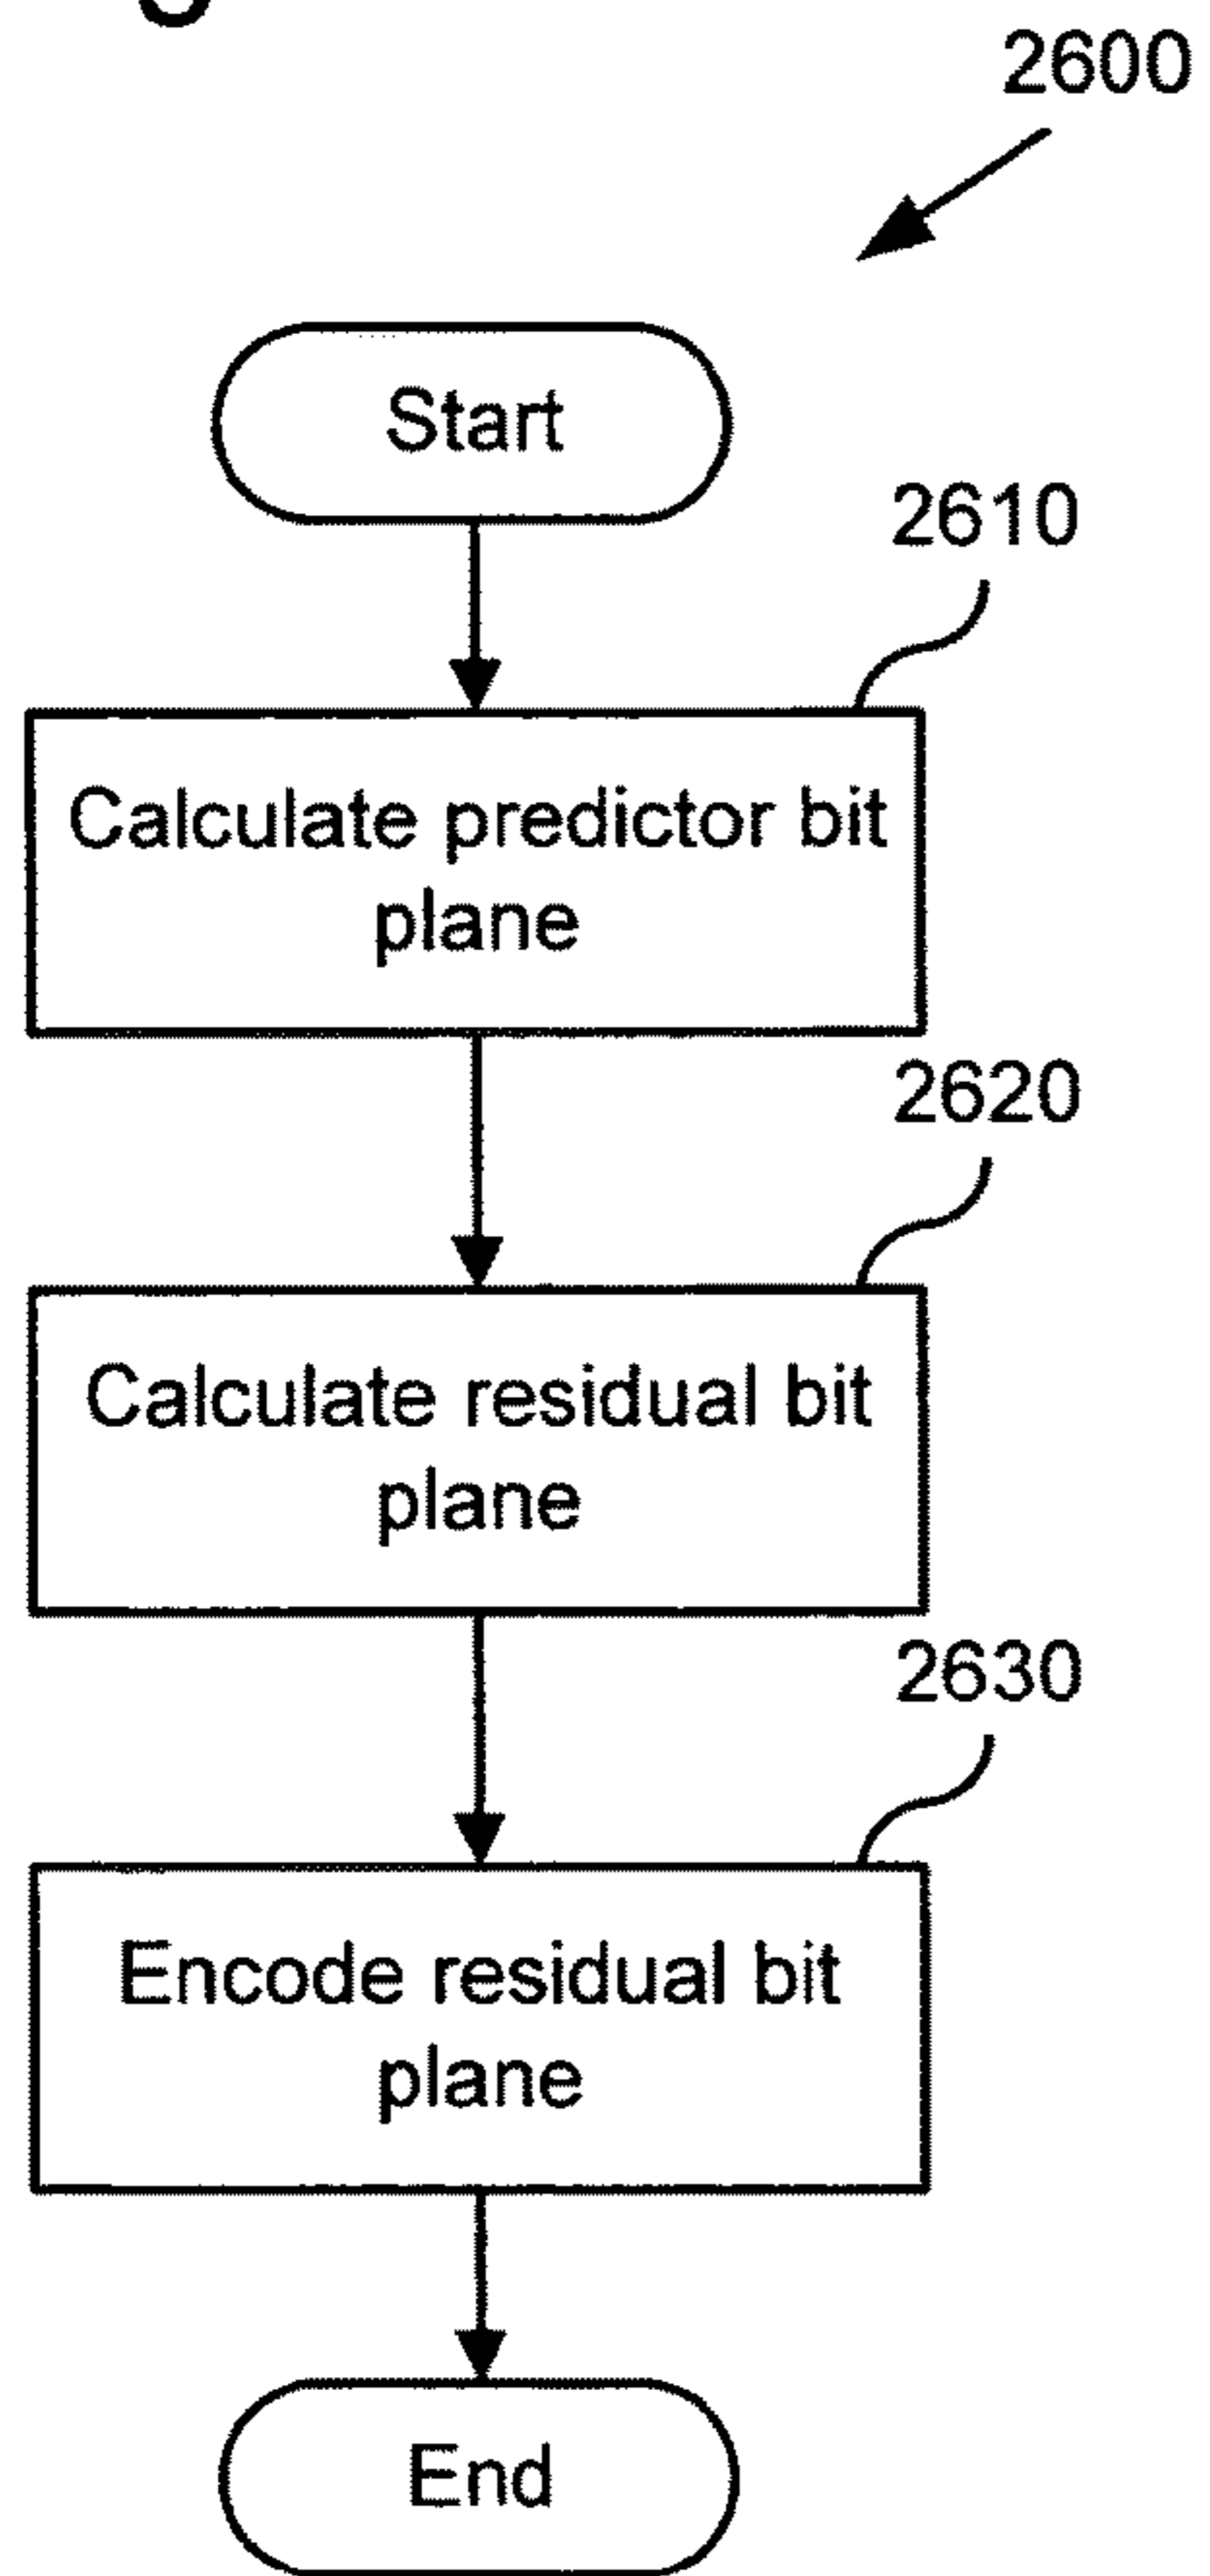 2600
Start
2610
Calculate predictor bit
plane
2620
Calculate residual bit
plane
2630
Encode residual bit
plane
End